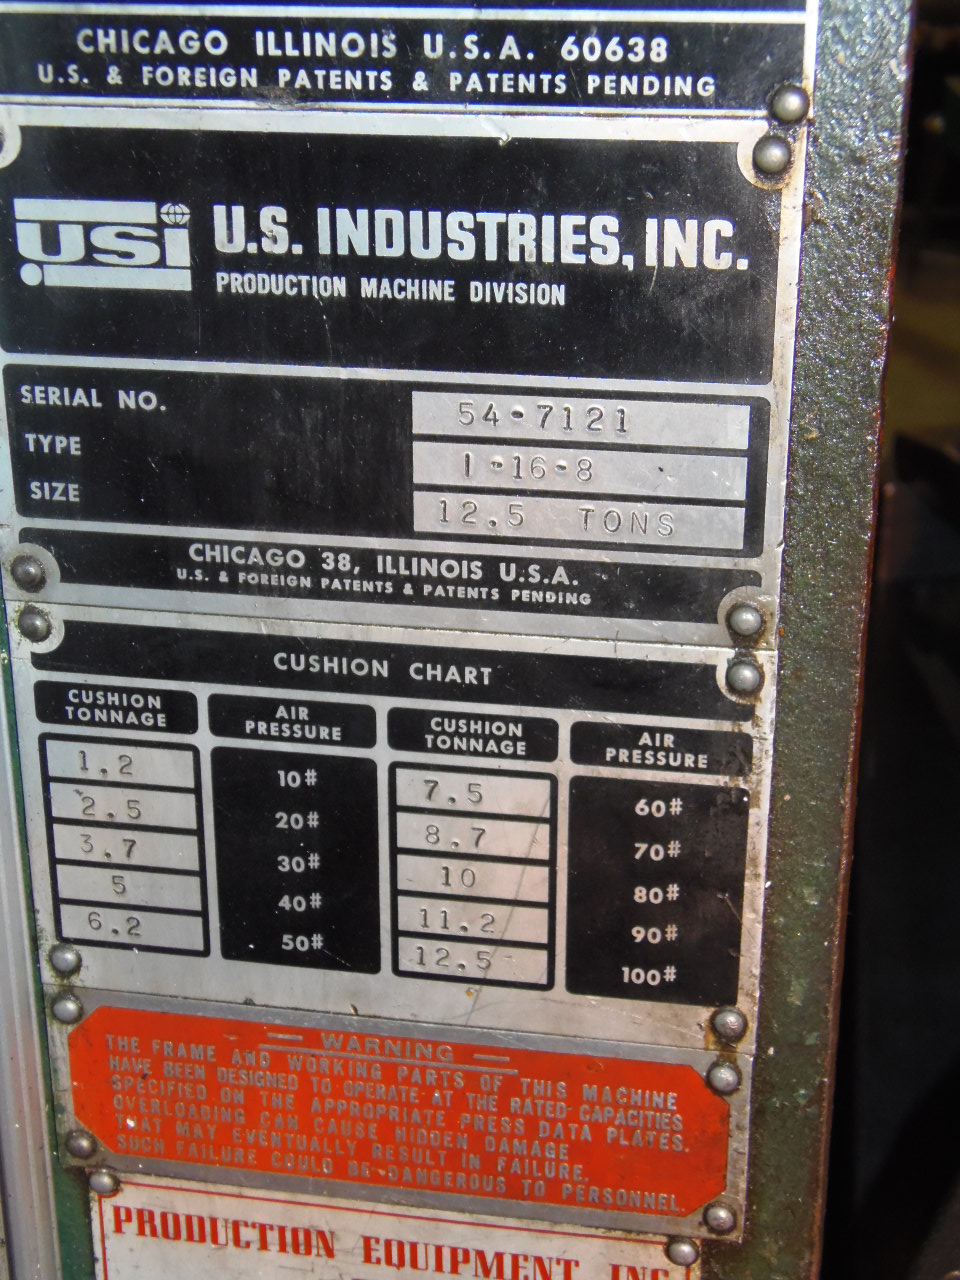 CHICAGO ILLINOIS U.S.A. 60638
U.S. & FOREIGN PATENTS & PATENTS PENDING
USI U.S. INDUSTRIES, INC.
PRODUCTION MACHINE DIVISION
SERIAL NO. 54-7121
TYPE 1-16-8
SIZE 12.5 TONS
CHICAGO 38, ILLINOIS U.S.A.
U.S. & FOREIGN PATENTS & PATENTS PENDING
CUSHION CHART
CUSHION TONNAGE AIR PRESSURE CUSHION TONNAGE AIR PRESSURE
1.2 10# 7.5 60#
2.5 20# 8.7 70#
3.7 30# 10 80#
5 40# 11.2 90#
6.2 50# 12.5 100#
— WARNING —
THE FRAME AND WORKING PARTS OF THIS MACHINE
HAVE BEEN DESIGNED TO OPERATE AT THE RATED CAPACITIES
SPECIFIED ON THE APPROPRIATE PRESS DATA PLATES.
OVERLOADING CAN CAUSE HIDDEN DAMAGE
THAT MAY EVENTUALLY RESULT IN FAILURE.
SUCH FAILURE COULD BE DANGEROUS TO PERSONNEL.
PRODUCTION EQUIPMENT INC